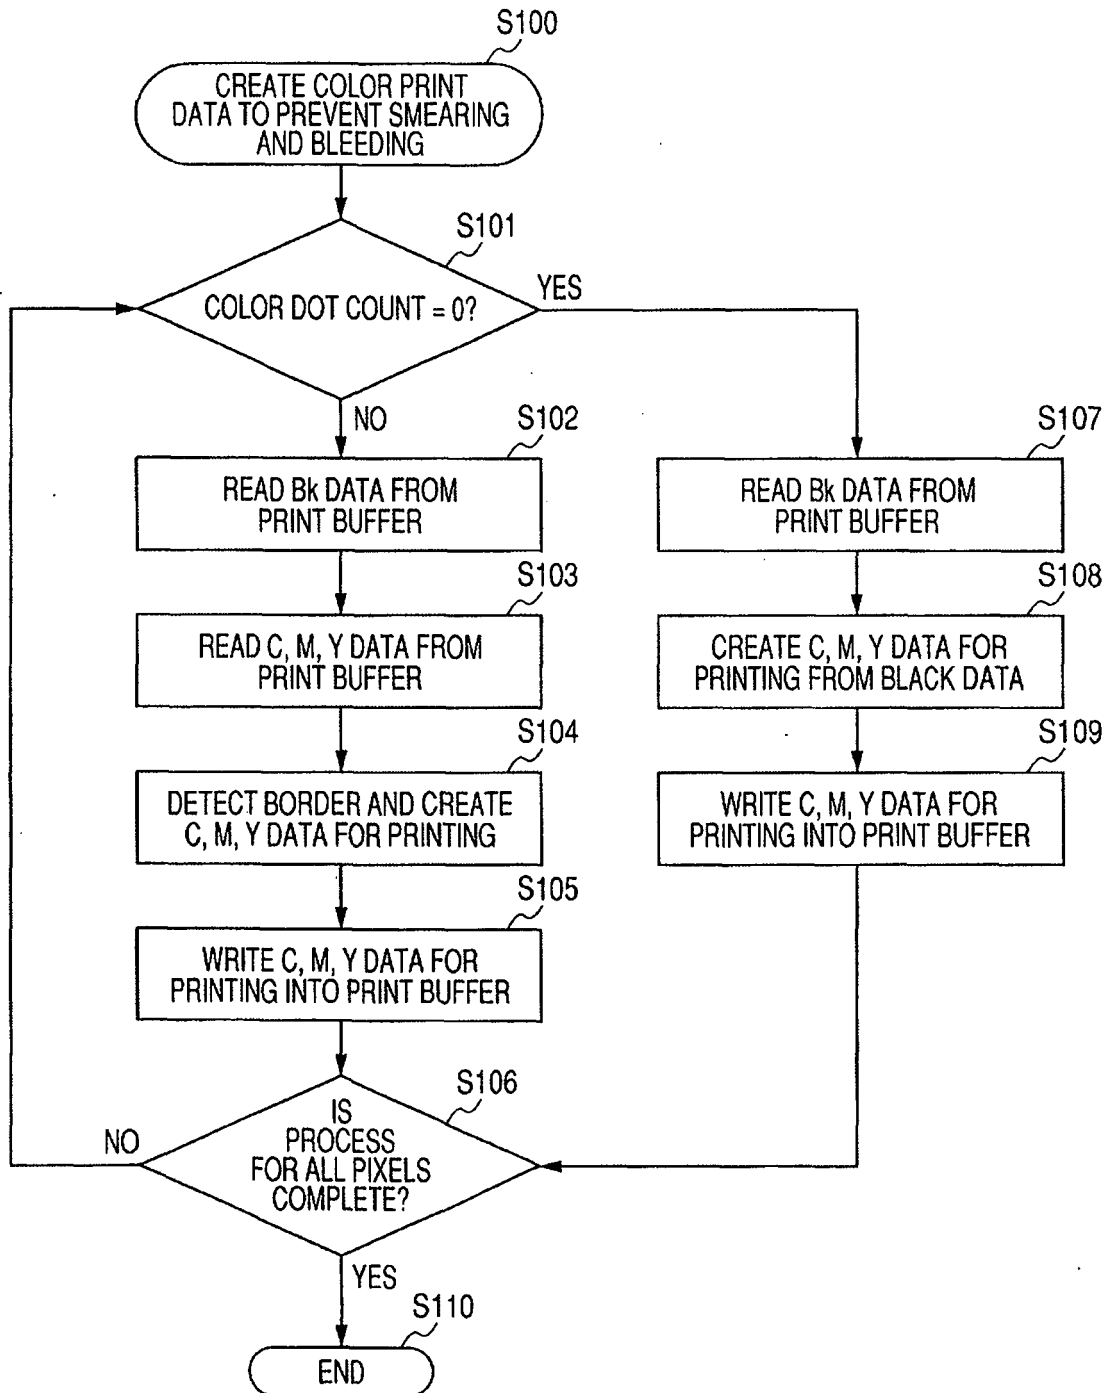 S100
CREATE COLOR PRINT
DATA TO PREVENT SMEARING
AND BLEEDING
S101
COLOR DOT COUNT = 0?
YES
NO
S102
READ Bk DATA FROM
PRINT BUFFER
S107
READ Bk DATA FROM
PRINT BUFFER
S103
READ C, M, Y DATA FROM
PRINT BUFFER
S108
CREATE C, M, Y DATA FOR
PRINTING FROM BLACK DATA
S104
DETECT BORDER AND CREATE
C, M, Y DATA FOR PRINTING
S109
WRITE C, M, Y DATA FOR
PRINTING INTO PRINT BUFFER
S105
WRITE C, M, Y DATA FOR
PRINTING INTO PRINT BUFFER
S106
IS
PROCESS
FOR ALL PIXELS
COMPLETE?
NO
YES
S110
END